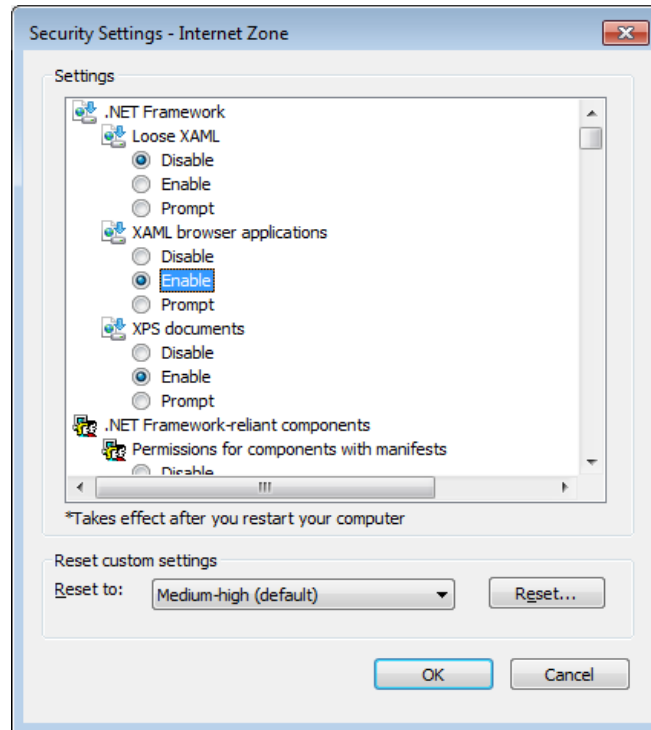 Security Settings - Internet Zone
Settings
.NET Framework
Loose XAML
Disable
Enable
Prompt
XAML browser applications
Disable
Enable
Prompt
XPS documents
Disable
Enable
Prompt
.NET Framework-reliant components
Permissions for components with manifests
Disable
*Takes effect after you restart your computer
Reset custom settings
Reset to: Medium-high (default) Reset...
OK Cancel